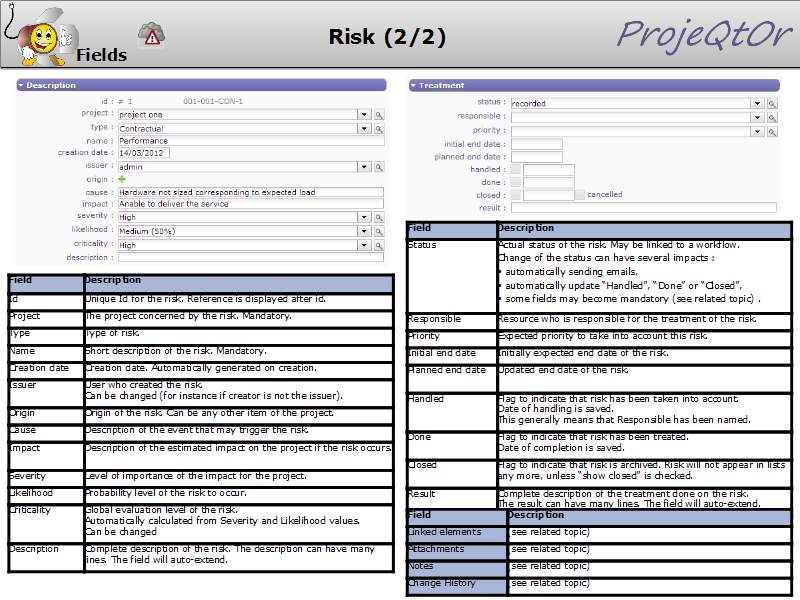 Fields
Risk (2/2)
ProjeQtOr
Description
id : # 1 001-001-CON-1
project : project one
type : Contractual
name : Performance
creation date : 14/03/2012
issuer : admin
origin :
cause : Hardware not sized corresponding to expected load
impact : Anable to deliver the service
severity : High
likelihood : Medium (50%)
criticality : High
description :
Field Description
Id Unique Id for the risk. Reference is displayed after id.
Project The project concerned by the risk. Mandatory.
Type Type of risk.
Name Short description of the risk. Mandatory.
Creation date Creation date. Automatically generated on creation.
Issuer User who created the risk.
Can be changed (for instance if creator is not the issuer).
Origin Origin of the risk. Can be any other item of the project.
Cause Description of the event that may trigger the risk.
Impact Description of the estimated impact on the project if the risk occurs.
Severity Level of importance of the impact for the project.
Likelihood Probability level of the risk to occur.
Criticality Global evaluation level of the risk.
Automatically calculated from Severity and Likelihood values.
Can be changed
Description Complete description of the risk. The description can have many
lines. The field will auto-extend.
Treatment
status : recorded
responsible :
priority :
initial end date :
planned end date :
handled :
done :
closed : cancelled
result :
Field Description
Status Actual status of the risk. May be linked to a workflow.
Change of the status can have several impacts :
• automatically sending emails,
• automatically update “Handled”, “Done” or “Closed”,
• some fields may become mandatory (see related topic) .
Responsible Resource who is responsible for the treatment of the risk.
Priority Expected priority to take into account this risk.
Initial end date Initially expected end date of the risk.
Planned end date Updated end date of the risk.
Handled Flag to indicate that risk has been taken into account.
Date of handling is saved.
This generally means that Responsible has been named.
Done Flag to indicate that risk has been treated.
Date of completion is saved.
Closed Flag to indicate that risk is archived. Risk will not appear in lists
any more, unless “show closed” is checked.
Result Complete description of the treatment done on the risk.
The result can have many lines. The field will auto-extend.
Field Description
Linked elements (see related topic)
Attachments (see related topic)
Notes (see related topic)
Change History (see related topic)